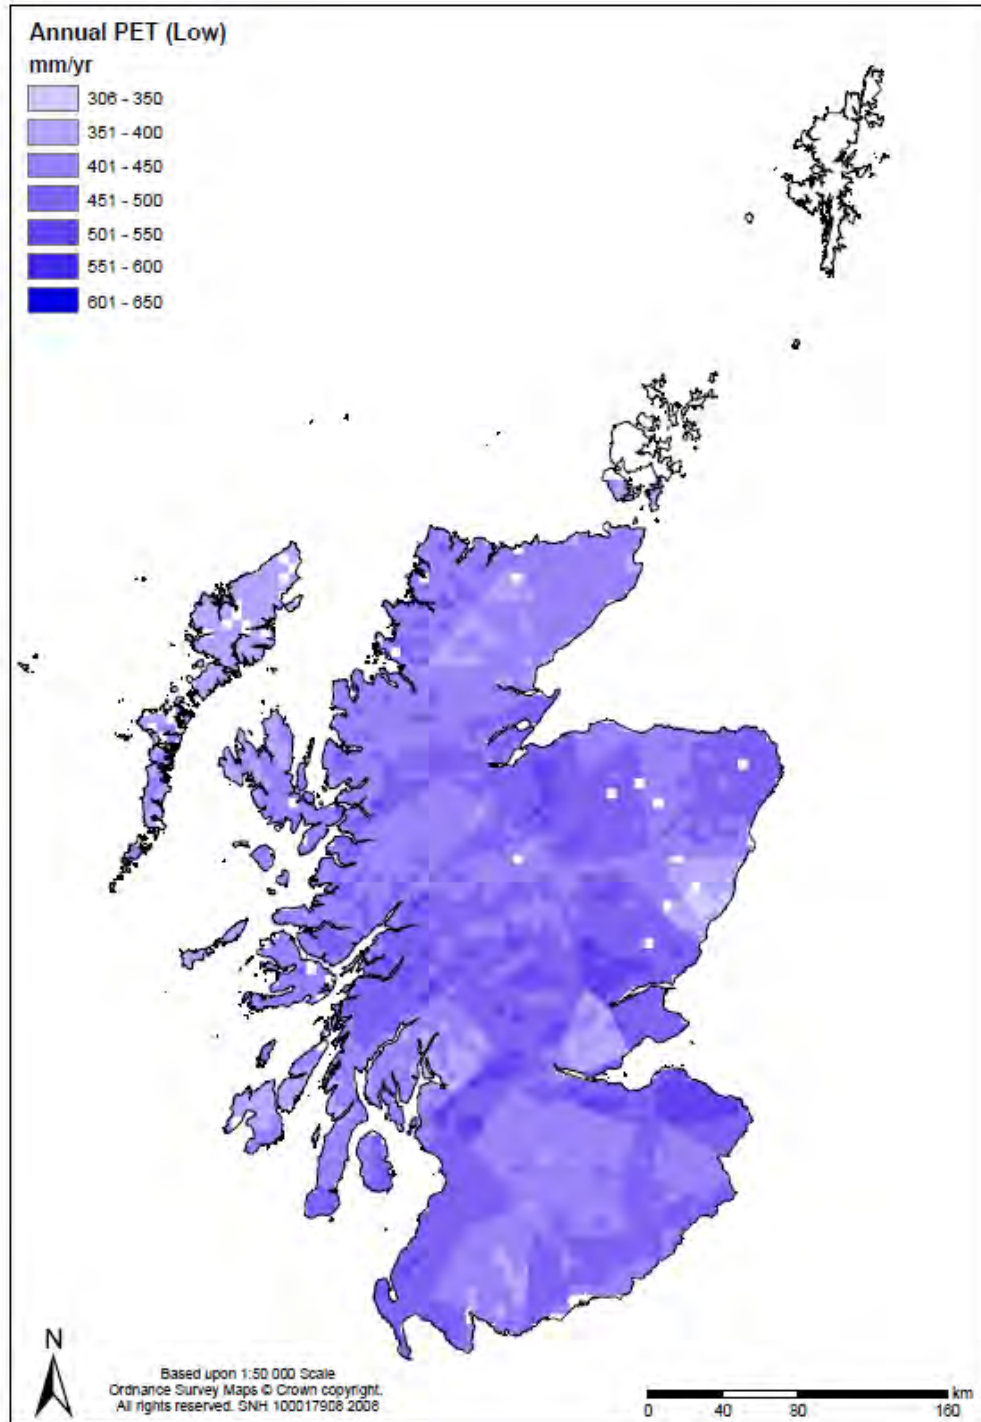 Annual PET (Low)
mm/yr
306 - 350
351 - 400
401 - 450
451 - 500
501 - 550
551 - 600
601 - 650
N
Based upon 1:50 000 Scale
Ordnance Survey Maps © Crown copyright.
All rights reserved. SNH 100017908 2008
km
0 40 80 160